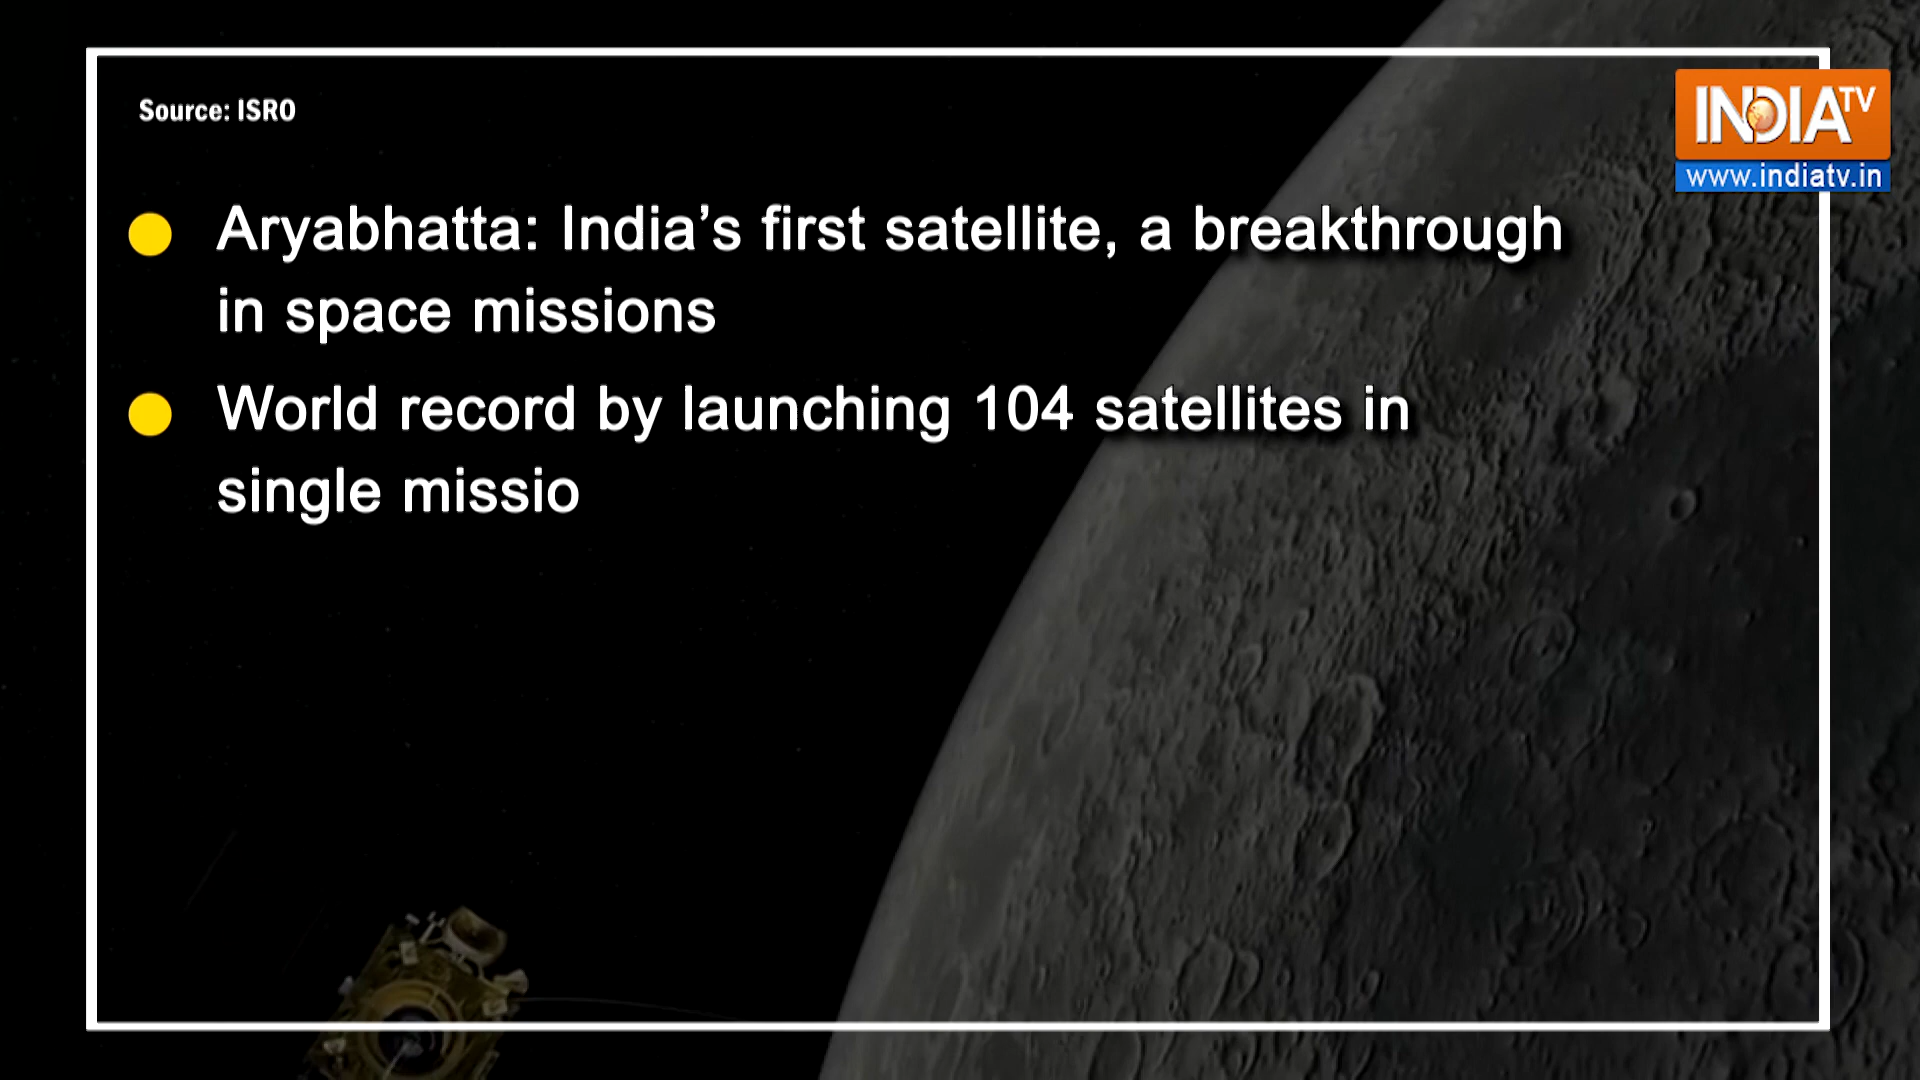 Source: ISRO
INDIA TV
www.indiatv.in
Aryabhatta: India’s first satellite, a breakthrough
in space missions
World record by launching 104 satellites in
single missio